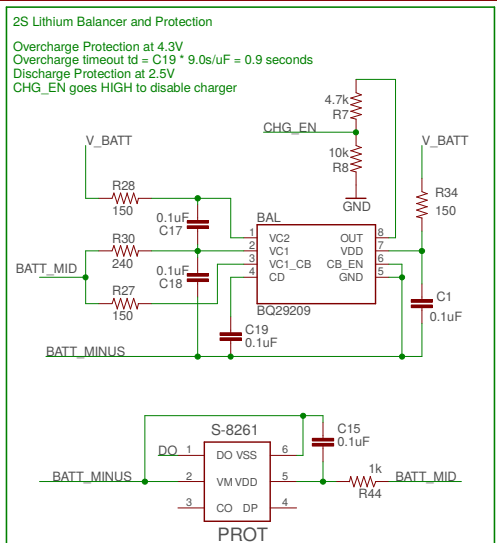 2S Lithium Balancer and Protection
Overcharge Protection at 4.3V
Overcharge timeout td = C19 * 9.0s/uF = 0.9 seconds
Discharge Protection at 2.5V
CHG_EN goes HIGH to disable charger
4.7k
R7
CHG_EN
10k
R8
GND
V_BATT
V_BATT
R28
150
R34
150
0.1uF
C17
R30
240
BATT_MID
0.1uF
C18
R27
150
BAL
1 VC2 OUT 8
2 VC1 VDD 7
3 VC1_CB CB_EN 6
4 CD GND 5
BQ29209
C1
0.1uF
C19
0.1uF
BATT_MINUS
S-8261
C15
0.1uF
DO 1 DO VSS 6
BATT_MINUS 2 VM VDD 5
1k
R44
BATT_MID
3 CO DP 4
PROT